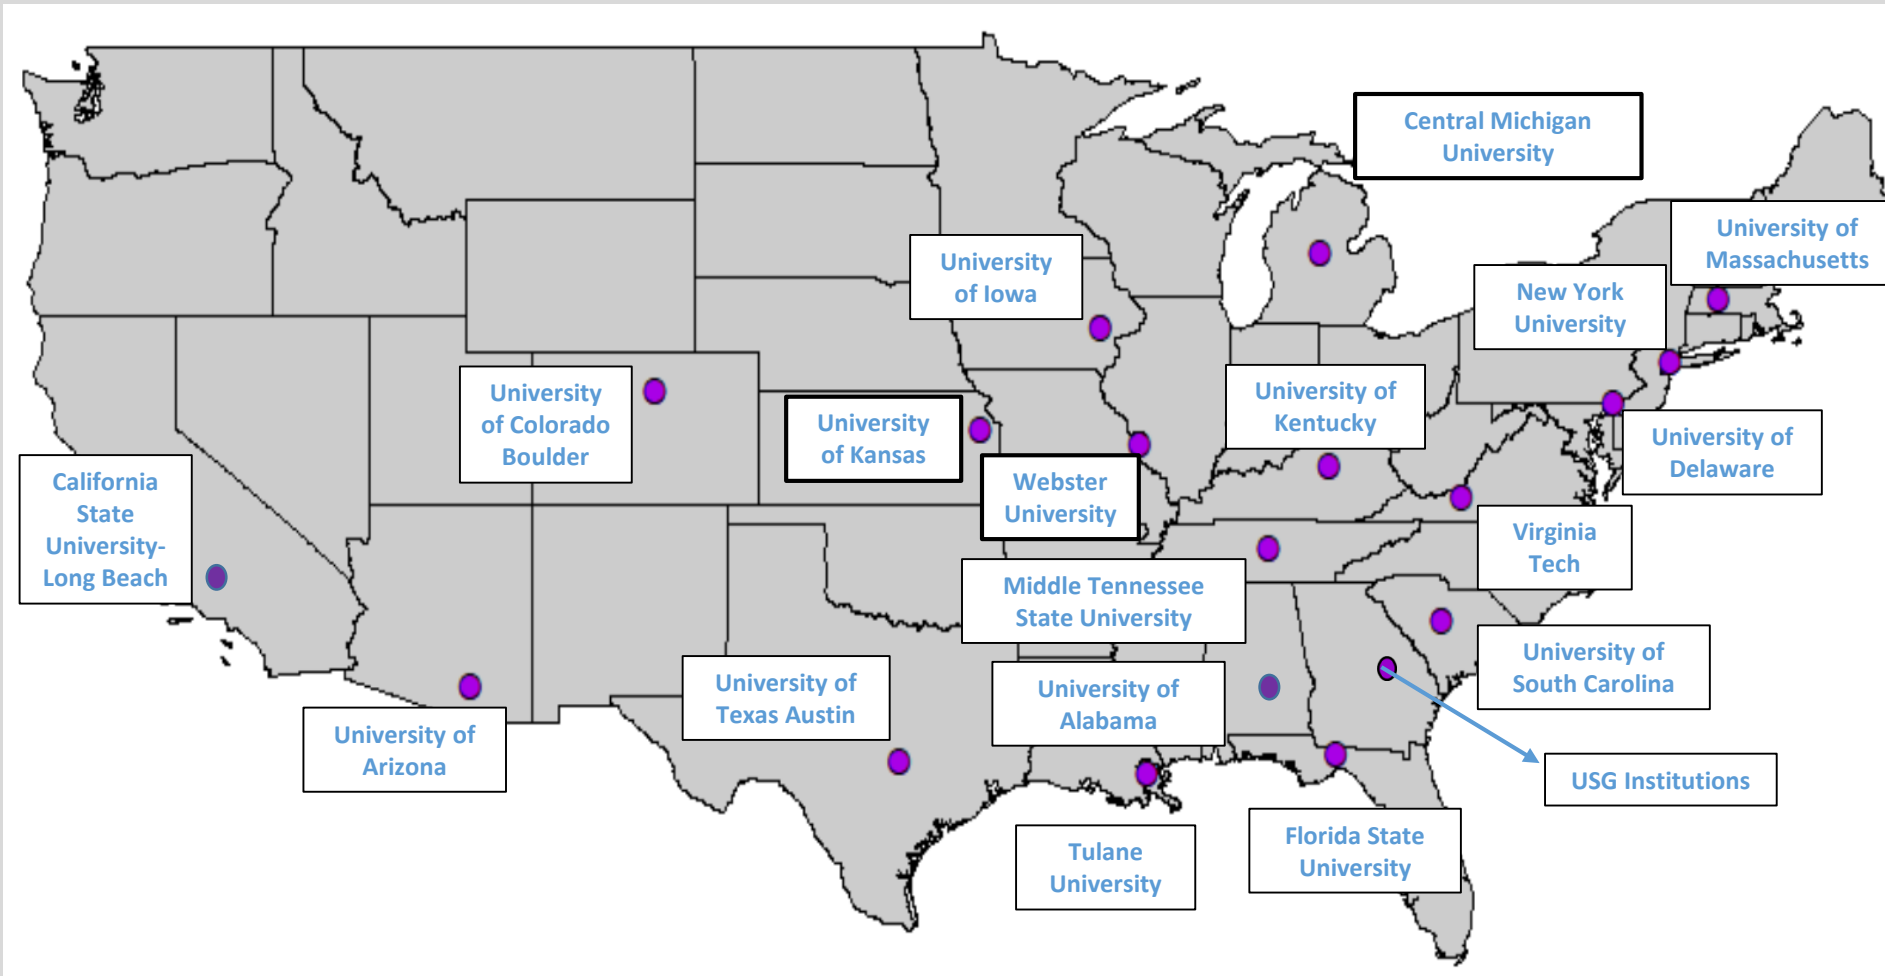 Central Michigan
University
University of
Massachusetts
University
of Iowa
New York
University
University
of Colorado
Boulder
University of
Kentucky
University
of Kansas
University of
Delaware
California
State
University-
Long Beach
Webster
University
Virginia
Tech
Middle Tennessee
State University
University of
South Carolina
University of
Texas Austin
University of
Alabama
University of
Arizona
USG Institutions
Florida State
University
Tulane
University